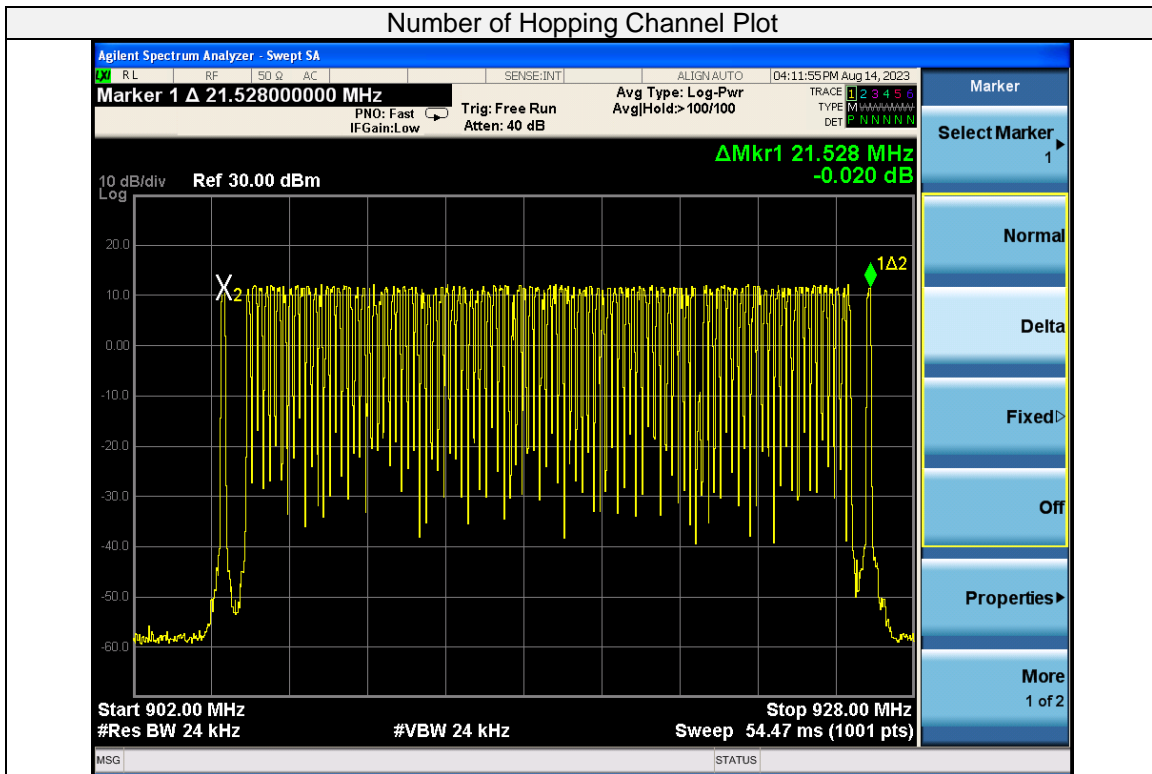 Number of Hopping Channel Plot
Agilent Spectrum Analyzer - Swept SA
LXI RL RF 50 Ω AC SENSE:INT ALIGN AUTO 04:11:55 PM Aug 14, 2023
Marker 1 Δ 21.528000000 MHz
PNO: Fast
IFGain:Low
Trig: Free Run
Atten: 40 dB
Avg Type: Log-Pwr
Avg|Hold:>100/100
TRACE 1 2 3 4 5 6
TYPE M
DET P N N N N N
ΔMkr1 21.528 MHz
-0.020 dB
10 dB/div Ref 30.00 dBm
Log
20.0
10.0
0.00
-10.0
-20.0
-30.0
-40.0
-50.0
-60.0
2
1Δ2
Start 902.00 MHz Stop 928.00 MHz
#Res BW 24 kHz #VBW 24 kHz Sweep 54.47 ms (1001 pts)
MSG STATUS
Marker
Select Marker
1
Normal
Delta
Fixed
Off
Properties
More
1 of 2